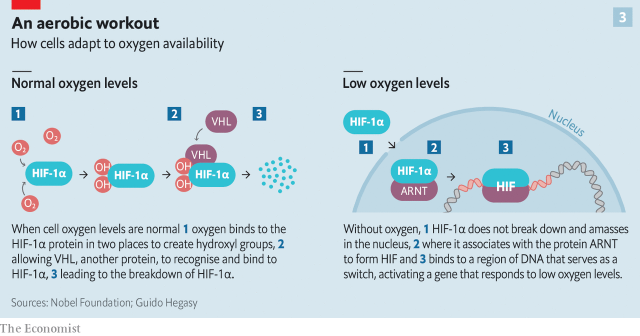 An aerobic workout
3
How cells adapt to oxygen availability
Normal oxygen levels
1
2
3
O₂
O₂
O₂
HIF-1α
OH
OH
HIF-1α
VHL
VHL
OH
OH
HIF-1α
When cell oxygen levels are normal 1 oxygen binds to the
HIF-1α protein in two places to create hydroxyl groups, 2
allowing VHL, another protein, to recognise and bind to
HIF-1α, 3 leading to the breakdown of HIF-1α.
Low oxygen levels
HIF-1α
Nucleus
1
2
3
HIF-1α
ARNT
HIF
Without oxygen, 1 HIF-1α does not break down and amasses
in the nucleus, 2 where it associates with the protein ARNT
to form HIF and 3 binds to a region of DNA that serves as a
switch, activating a gene that responds to low oxygen levels.
Sources: Nobel Foundation; Guido Hegasy
The Economist